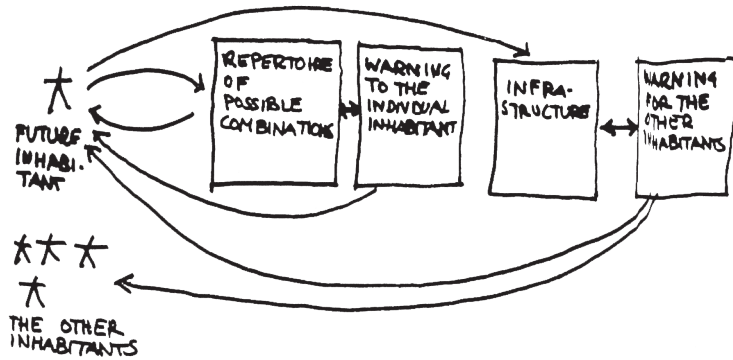 REPERTOIRE
OF
POSSIBLE
COMBINATIONS
WARNING
TO THE
INDIVIDUAL
INHABITANT
INFRA-
STRUCTURE
WARNING
FOR THE
OTHER
INHABITANTS
FUTURE
INHABI-
TANT
THE OTHER
INHABITANTS